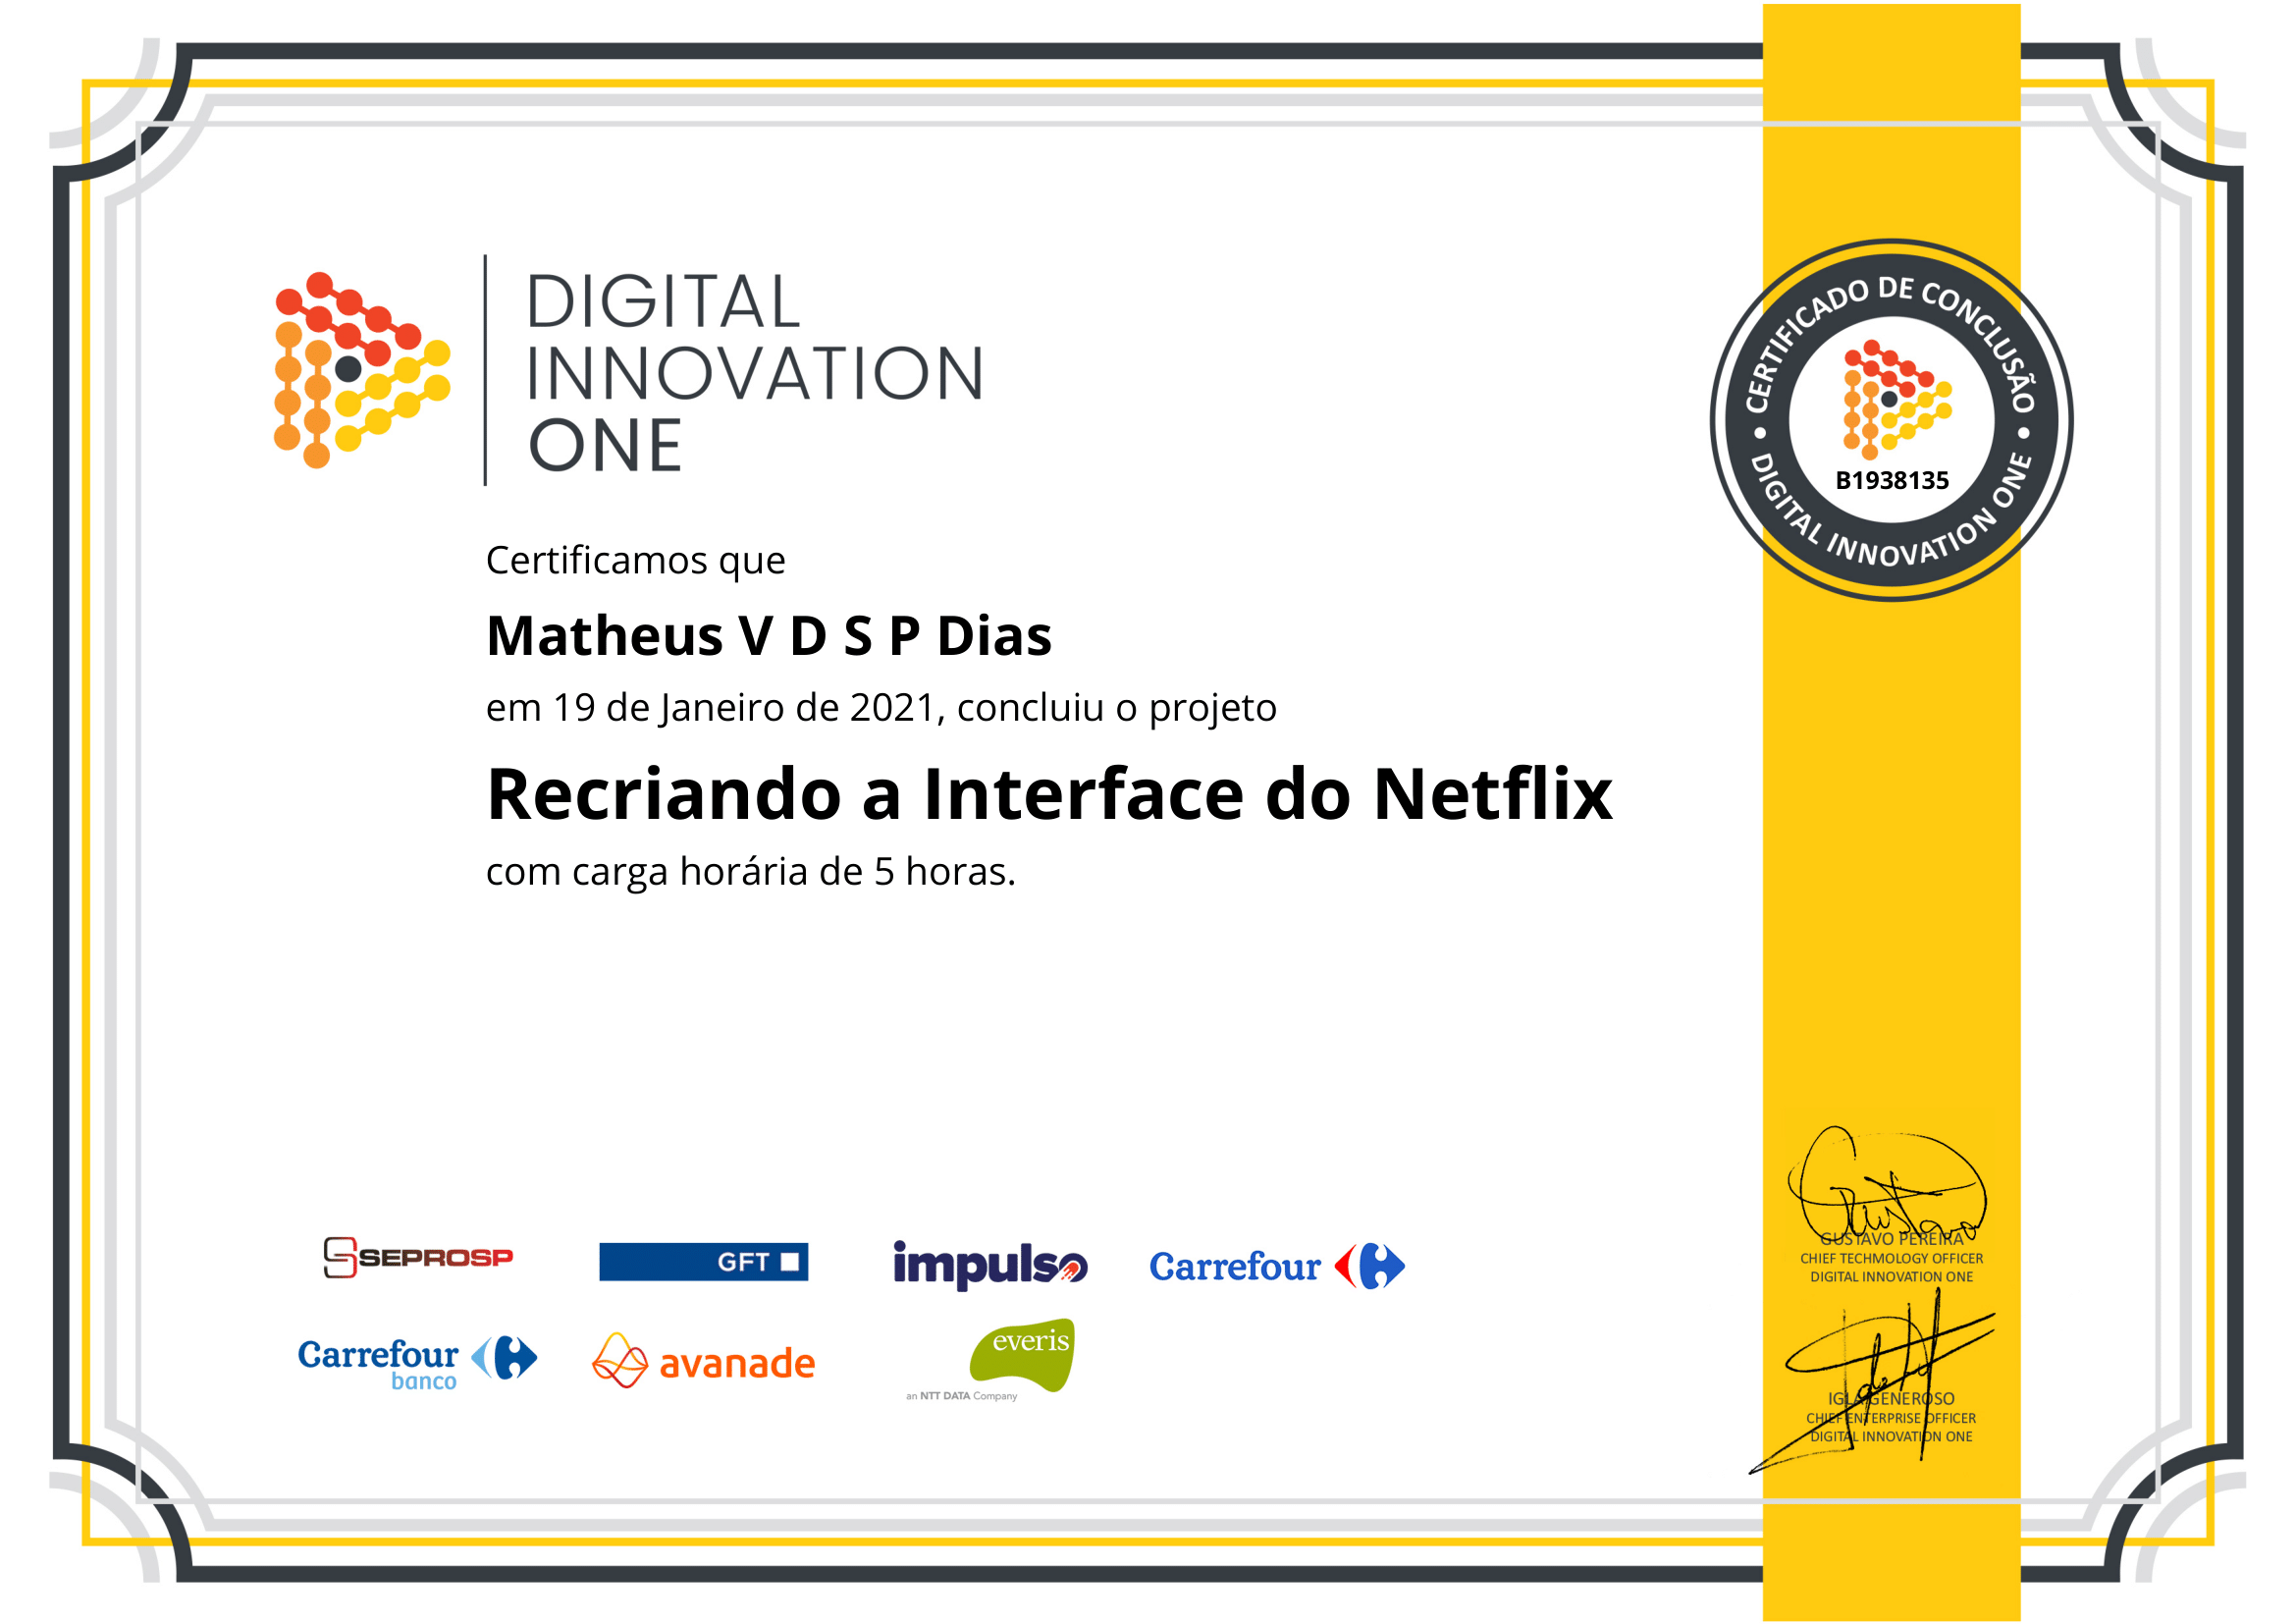 DIGITAL
INNOVATION
ONE
CERTIFICADO DE CONCLUSÃO
B1938135
DIGITAL INNOVATION ONE
Certificamos que
Matheus V D S P Dias
em 19 de Janeiro de 2021, concluiu o projeto
Recriando a Interface do Netflix
com carga horária de 5 horas.
SEPROSP
GFT
impulso
Carrefour
Carrefour
banco
avanade
everis
an NTT DATA Company
Gustavo
GUSTAVO PEREIRA
CHIEF TECHMOLOGY OFFICER
DIGITAL INNOVATION ONE
IGLA GENEROSO
CHIEF ENTERPRISE OFFICER
DIGITAL INNOVATION ONE